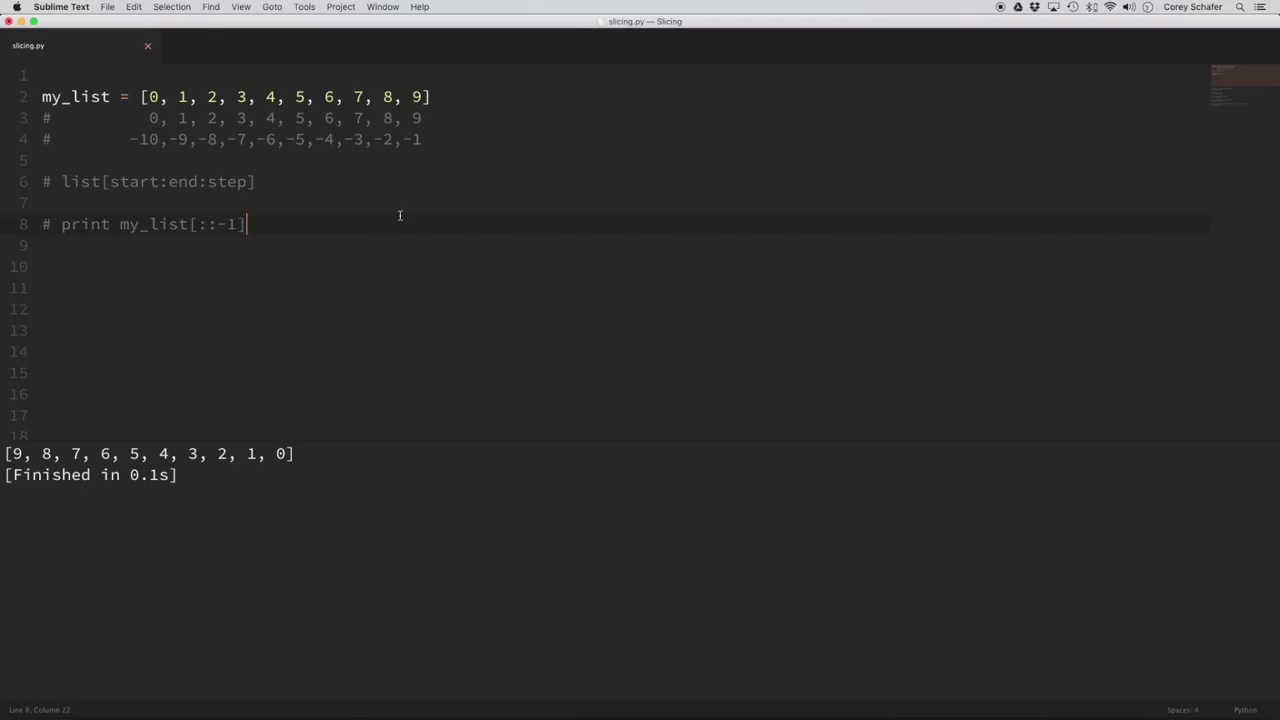 Sublime Text File Edit Selection Find View Goto Tools Project Window Help Corey Schafer
slicing.py — Slicing
slicing.py
1
2 my_list = [0, 1, 2, 3, 4, 5, 6, 7, 8, 9]
3 # 0, 1, 2, 3, 4, 5, 6, 7, 8, 9
4 # -10,-9,-8,-7,-6,-5,-4,-3,-2,-1
5
6 # list[start:end:step]
7
8 # print my_list[::-1]
9
10
11
12
13
14
15
16
17
18
[9, 8, 7, 6, 5, 4, 3, 2, 1, 0]
[Finished in 0.1s]
Line 8, Column 22 Spaces: 4 Python